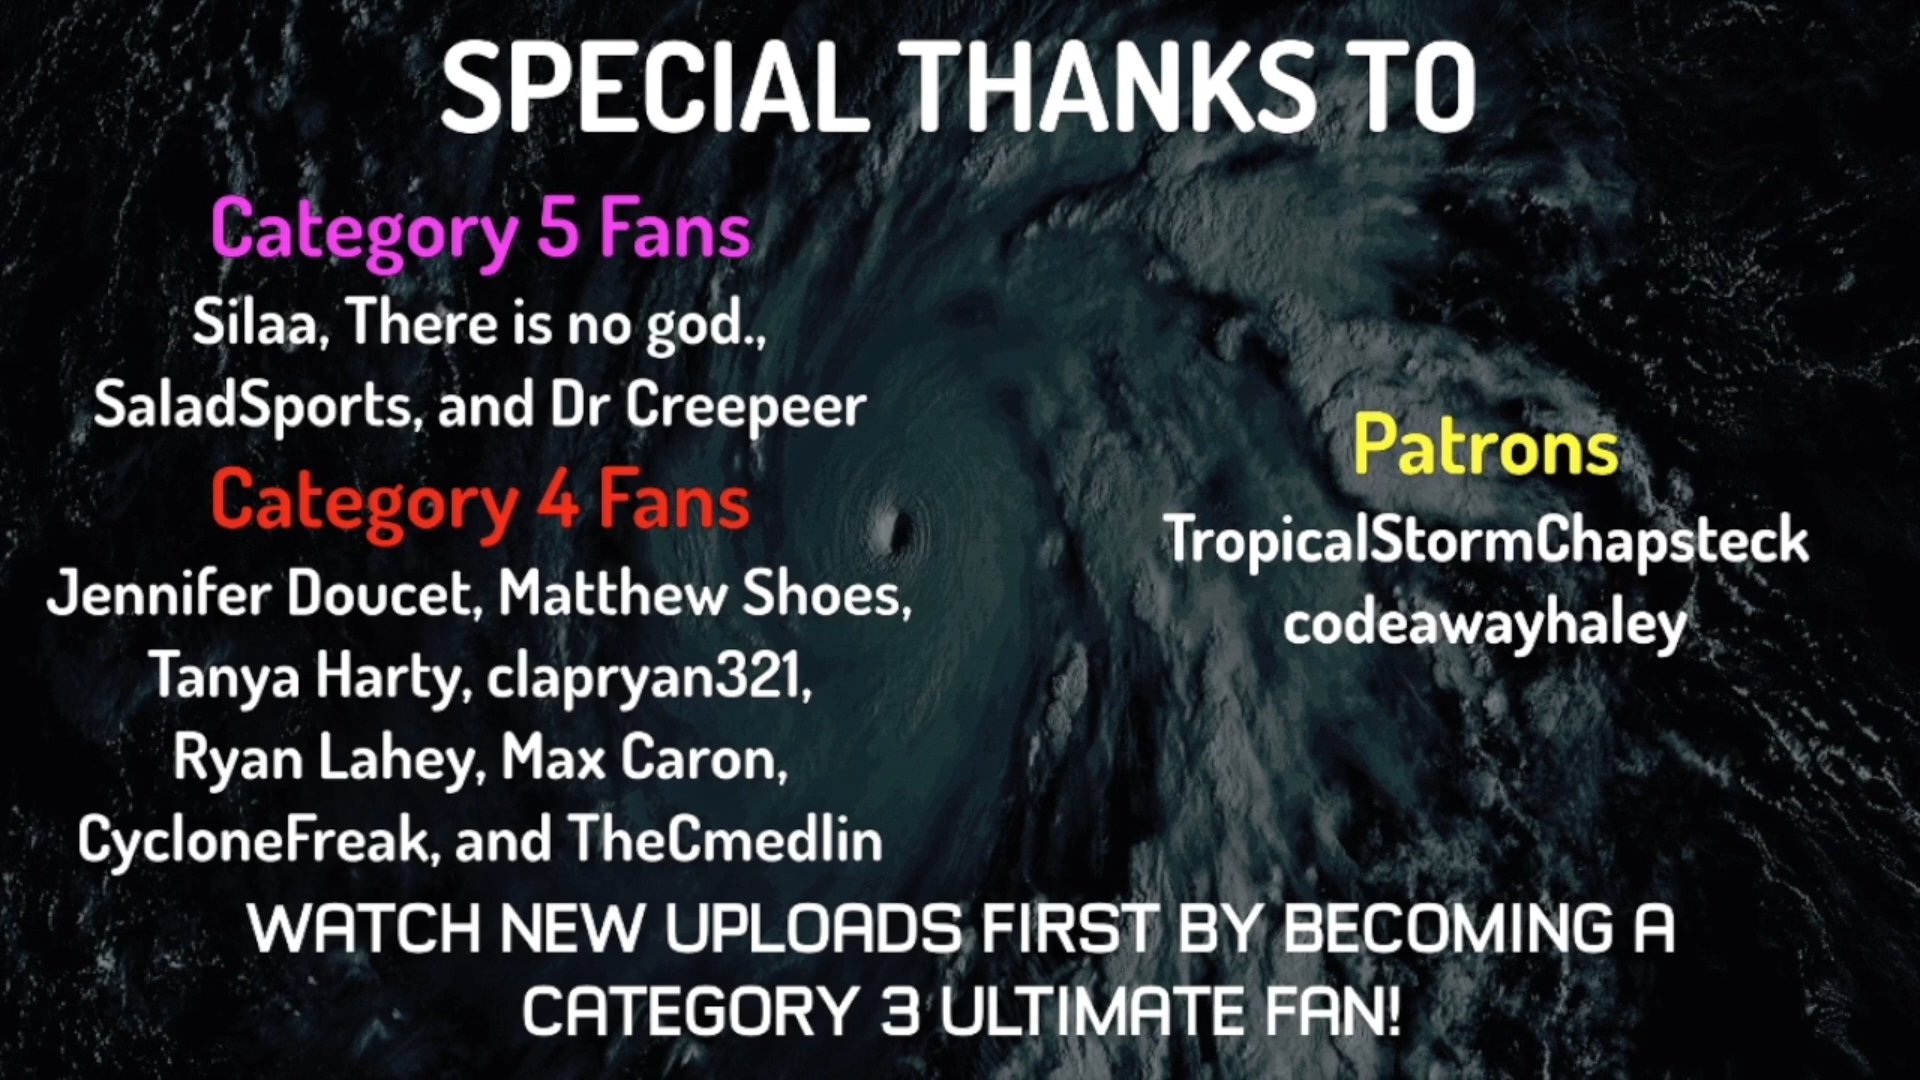 SPECIAL THANKS TO
Category 5 Fans
Silaa, There is no god.,
SaladSports, and Dr Creepeer
Category 4 Fans
Jennifer Doucet, Matthew Shoes,
Tanya Harty, clapryan321,
Ryan Lahey, Max Caron,
CycloneFreak, and TheCmedlin
Patrons
TropicalStormChapsteck
codeawayhaley
WATCH NEW UPLOADS FIRST BY BECOMING A
CATEGORY 3 ULTIMATE FAN!